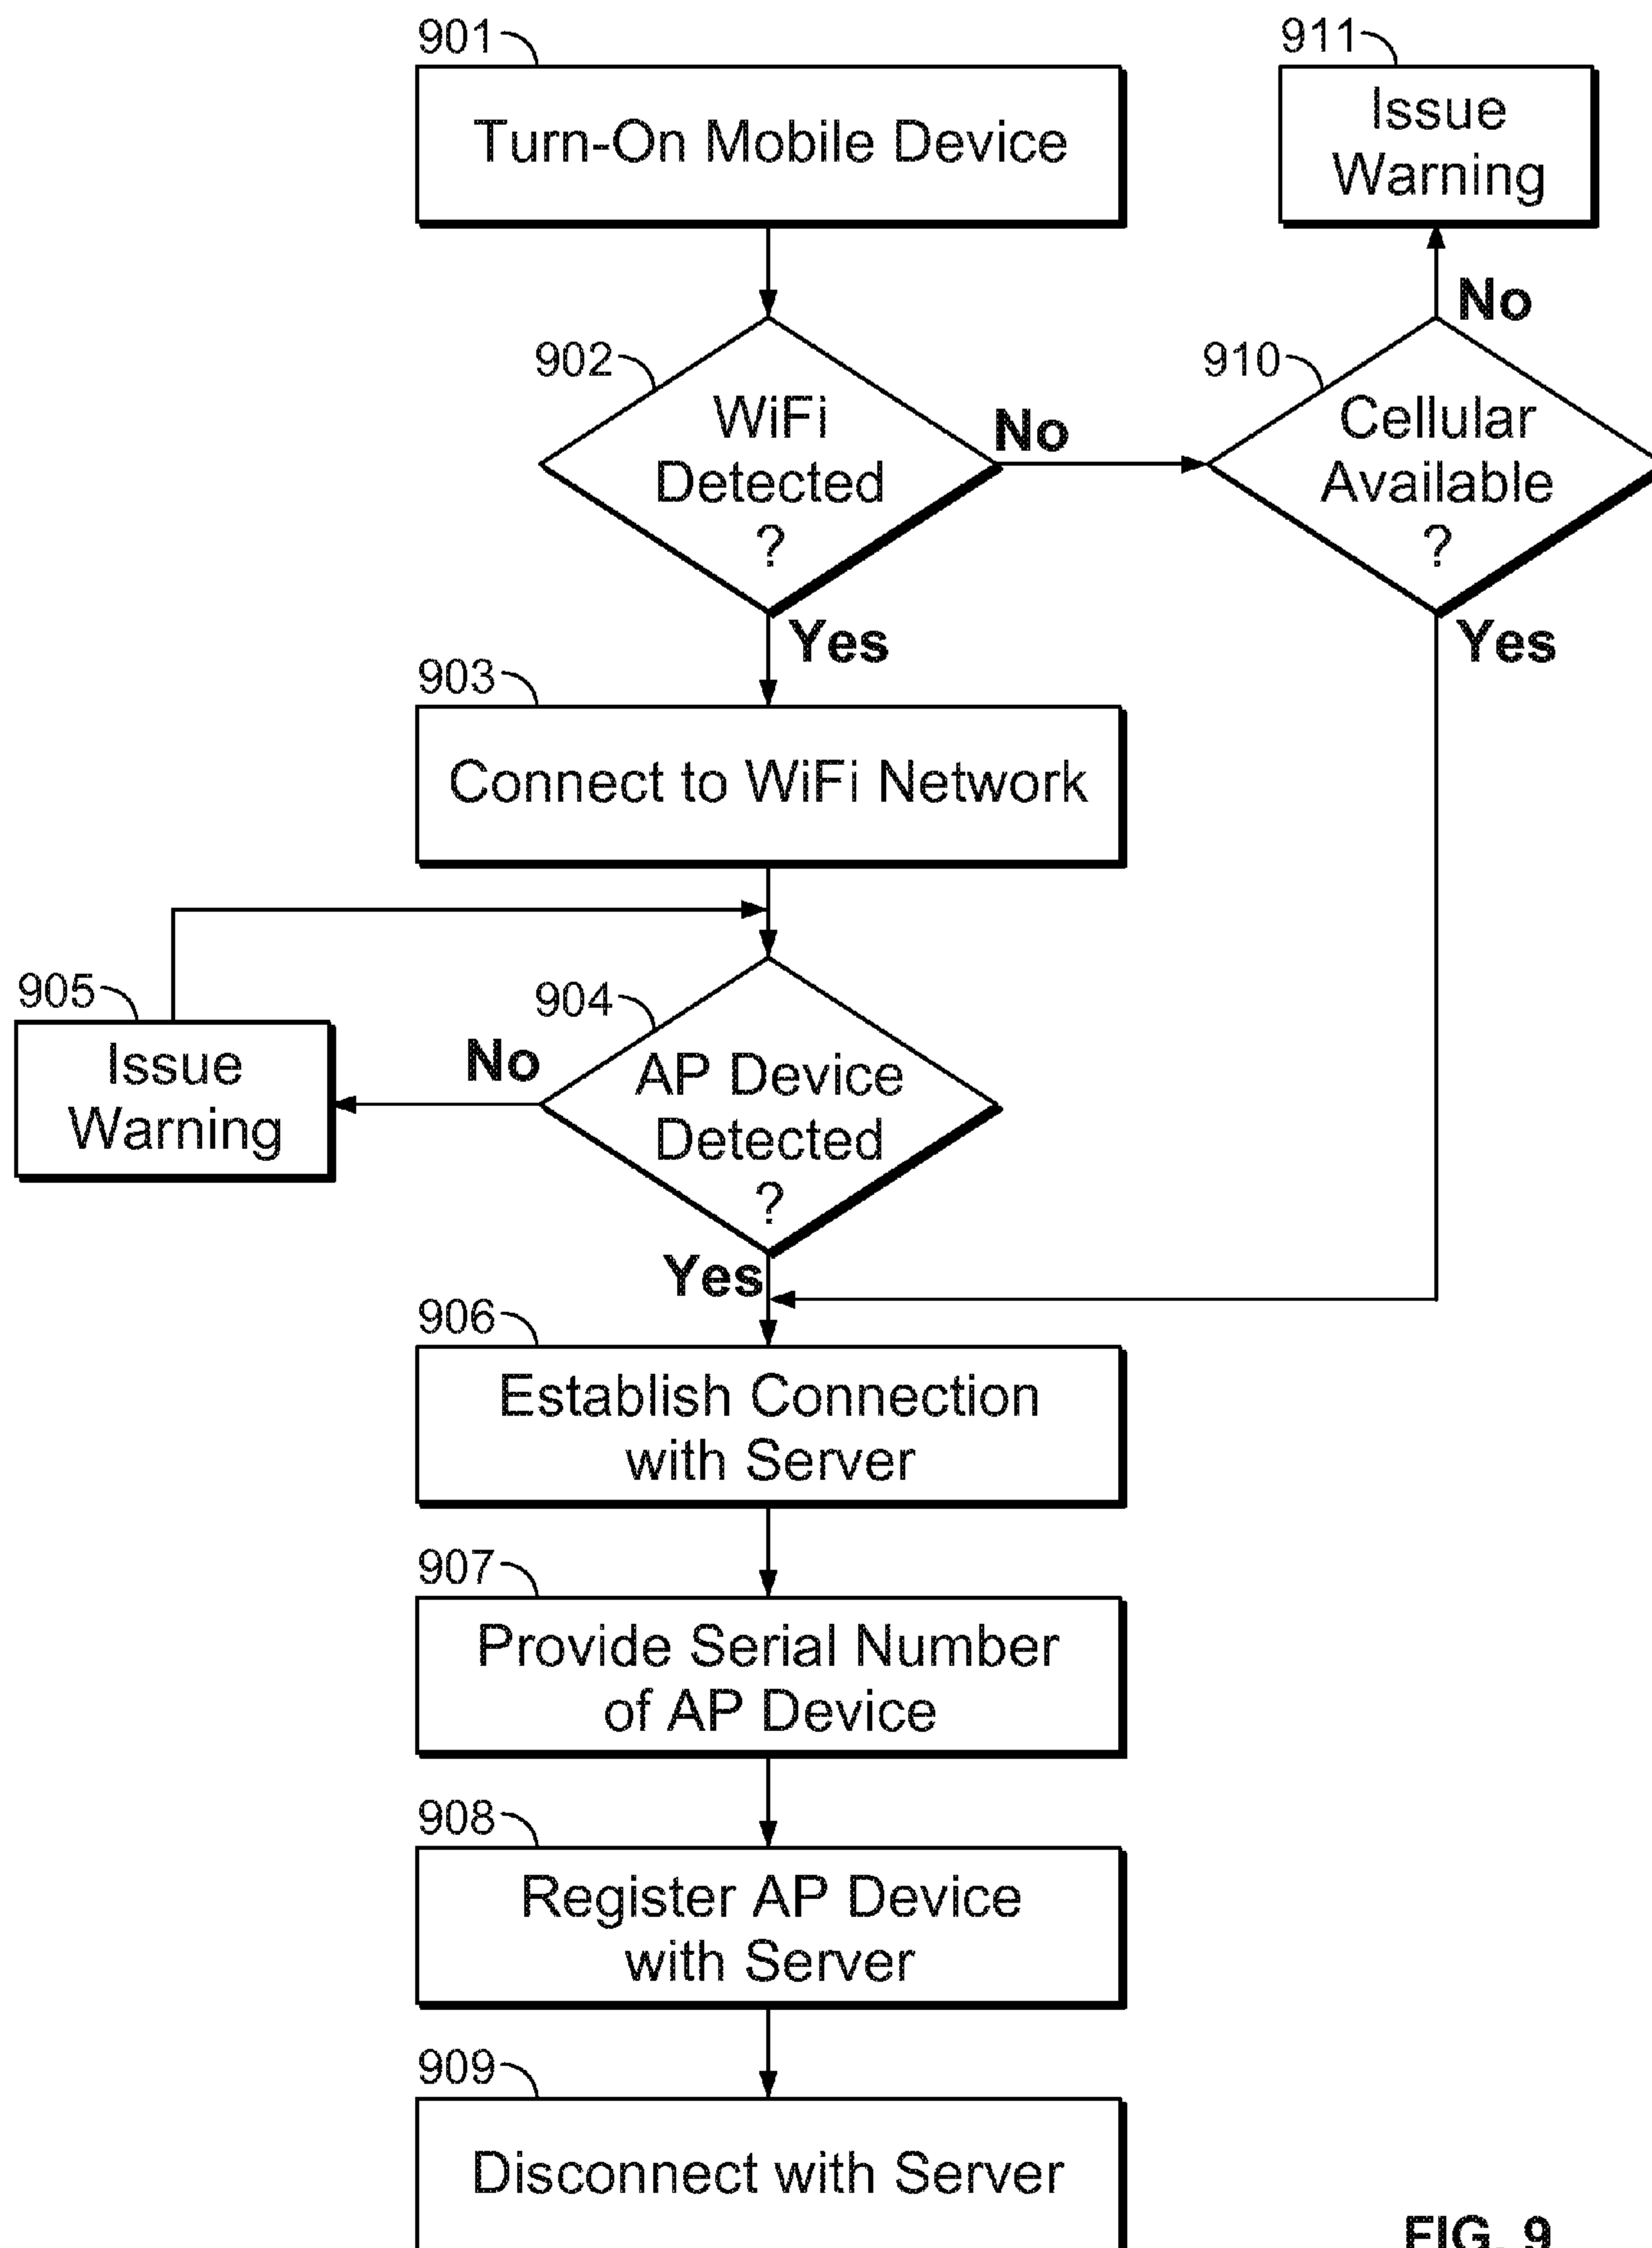 901
Turn-On Mobile Device
911
Issue
Warning
902
WiFi
Detected
?
No
Yes
910
Cellular
Available
?
No
Yes
903
Connect to WiFi Network
905
Issue
Warning
904
AP Device
Detected
?
No
Yes
906
Establish Connection
with Server
907
Provide Serial Number
of AP Device
908
Register AP Device
with Server
909
Disconnect with Server
FIG. 9